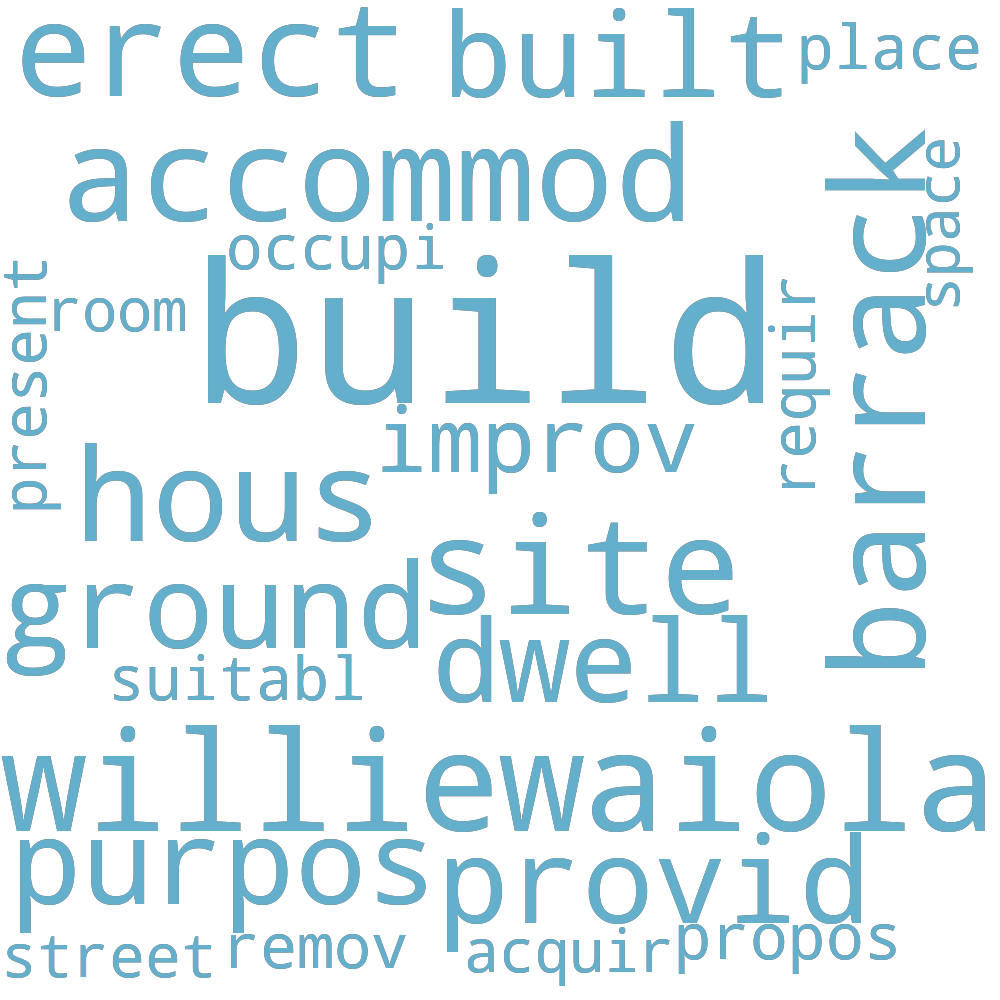 erect built place
accommod
barrack
space
occupi
present
room
build
requir
improv
hous
site
ground
dwell
suitabl
williewaiola
purpos
provid
street
remov
acquir
propos